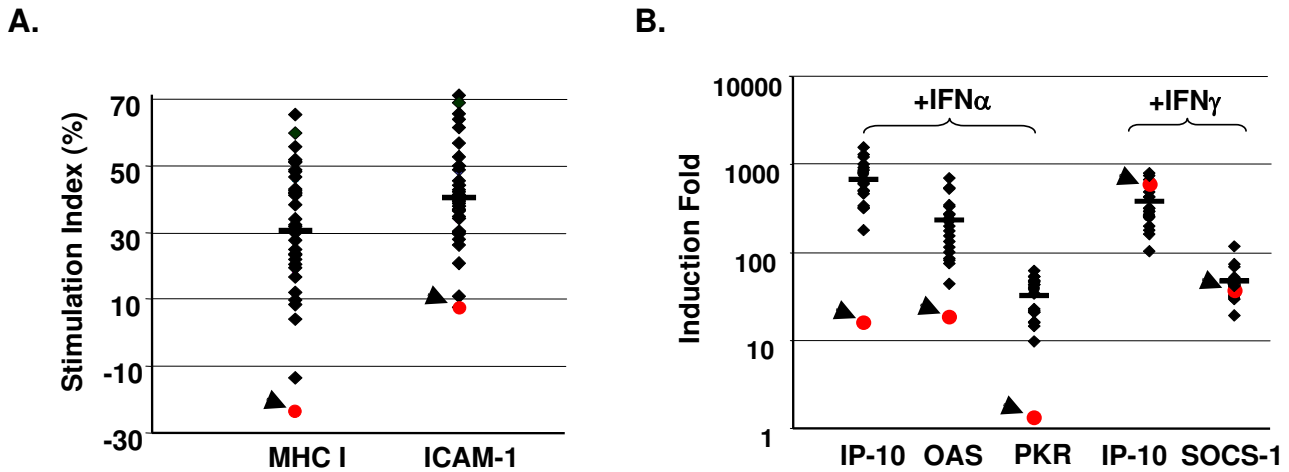 A.
Stimulation Index (%)
70
50
30
10
-10
-30
MHC I ICAM-1
B.
Induction Fold
10000
1000
100
10
1
+IFNα
+IFNγ
IP-10 OAS PKR IP-10 SOCS-1